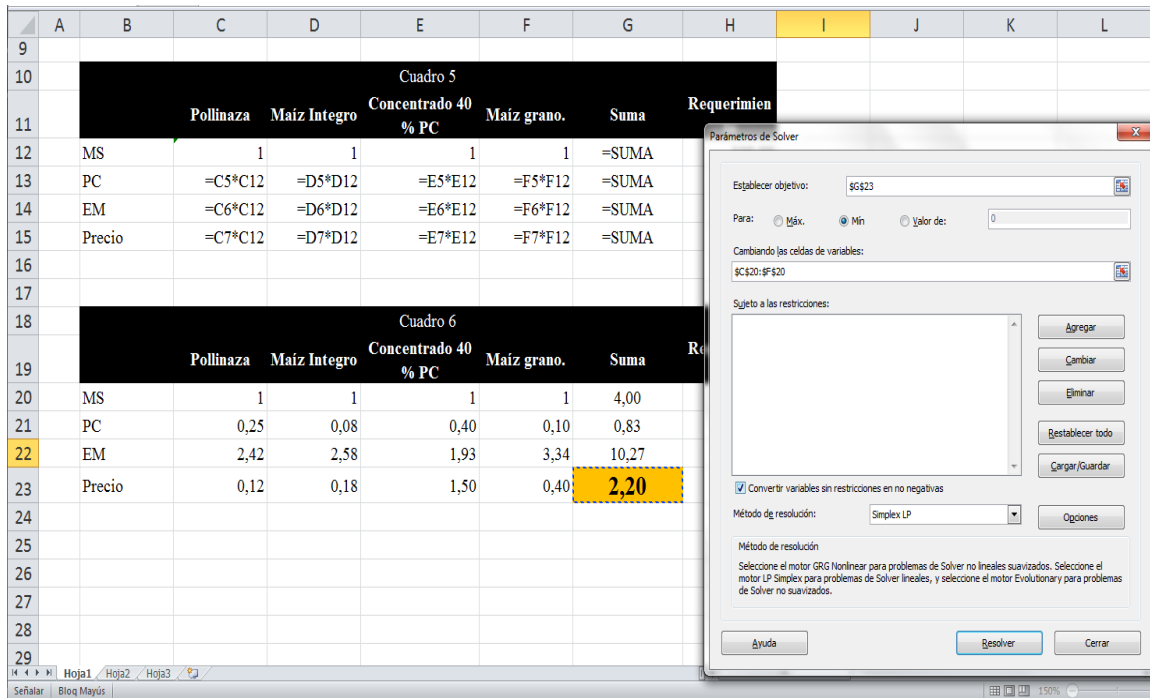 A B C D E F G H I J K L
9
10 Cuadro 5
11 Pollinaza Maíz Integro Concentrado 40 % PC Maíz grano. Suma Requerimien
12 MS 1 1 1 1 =SUMA
13 PC =C5*C12 =D5*D12 =E5*E12 =F5*F12 =SUMA
14 EM =C6*C12 =D6*D12 =E6*E12 =F6*F12 =SUMA
15 Precio =C7*C12 =D7*D12 =E7*E12 =F7*F12 =SUMA
16
17
18 Cuadro 6
19 Pollinaza Maíz Integro Concentrado 40 % PC Maíz grano. Suma Re
20 MS 1 1 1 1 4,00
21 PC 0,25 0,08 0,40 0,10 0,83
22 EM 2,42 2,58 1,93 3,34 10,27
23 Precio 0,12 0,18 1,50 0,40 2,20
24
25
26
27
28
29
Hoja1 Hoja2 Hoja3
Señalar Bloq Mayús 150%
Parámetros de Solver
Establecer objetivo: $G$23
Para: Máx. Mín Valor de: 0
Cambiando las celdas de variables:
$C$20:$F$20
Sujeto a las restricciones:
Agregar
Cambiar
Eliminar
Restablecer todo
Cargar/Guardar
Convertir variables sin restricciones en no negativas
Método de resolución: Simplex LP Opciones
Método de resolución
Seleccione el motor GRG Nonlinear para problemas de Solver no lineales suavizados. Seleccione el
motor LP Simplex para problemas de Solver lineales, y seleccione el motor Evolutionary para problemas
de Solver no suavizados.
Ayuda Resolver Cerrar